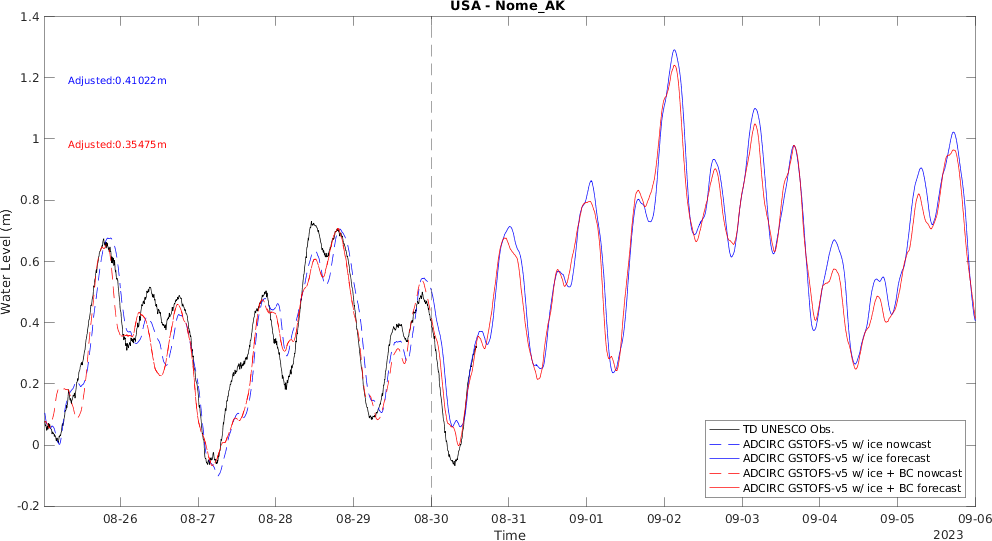 USA - Nome_AK
1.4
1.2
1
0.8
0.6
0.4
0.2
0
-0.2
Water Level (m)
Adjusted:0.41022m
Adjusted:0.35475m
TD UNESCO Obs.
ADCIRC GSTOFS-v5 w/ ice nowcast
ADCIRC GSTOFS-v5 w/ ice forecast
ADCIRC GSTOFS-v5 w/ ice + BC nowcast
ADCIRC GSTOFS-v5 w/ ice + BC forecast
08-26 08-27 08-28 08-29 08-30 08-31 09-01 09-02 09-03 09-04 09-05 09-06
Time
2023